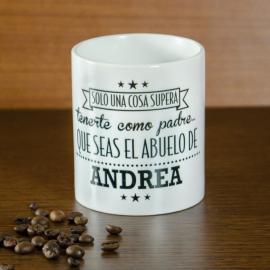 SOLO UNA COSA SUPERA
tenerte como padre...
QUE SEAS EL ABUELO DE
ANDREA